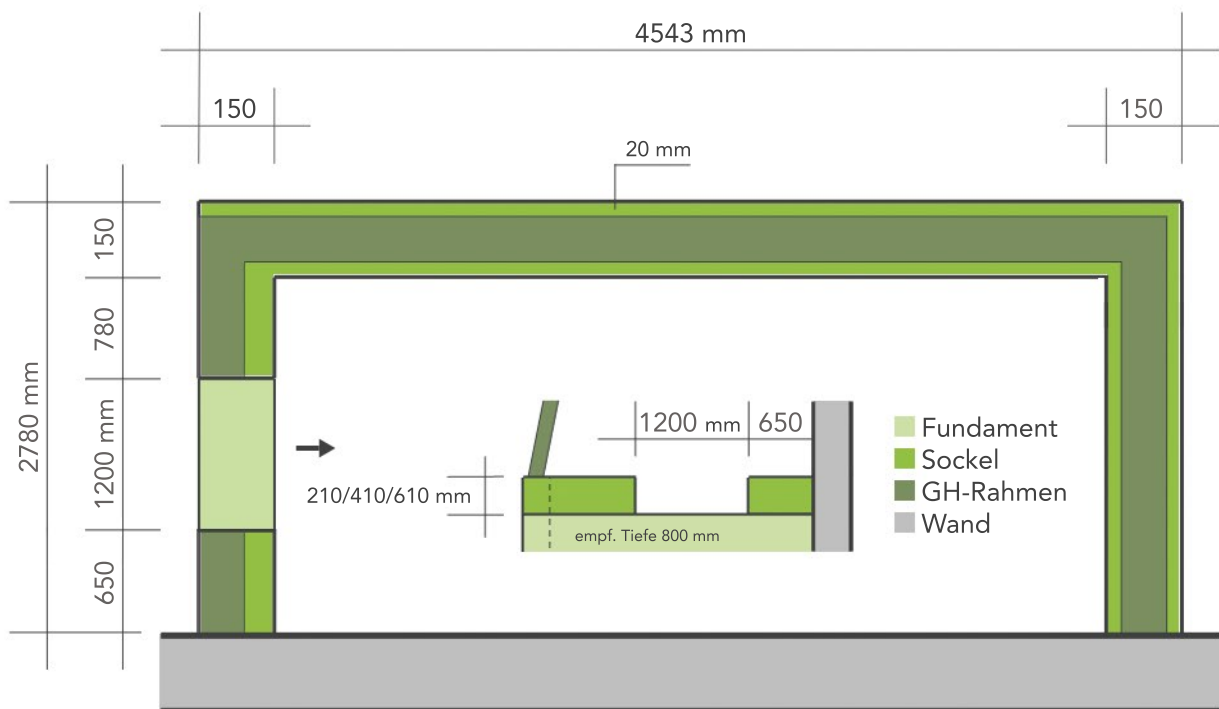 4543 mm
150
150
20 mm
150
780
2780 mm
1200 mm
650
1200 mm
650
210/410/610 mm
empf. Tiefe 800 mm
Fundament
Sockel
GH-Rahmen
Wand